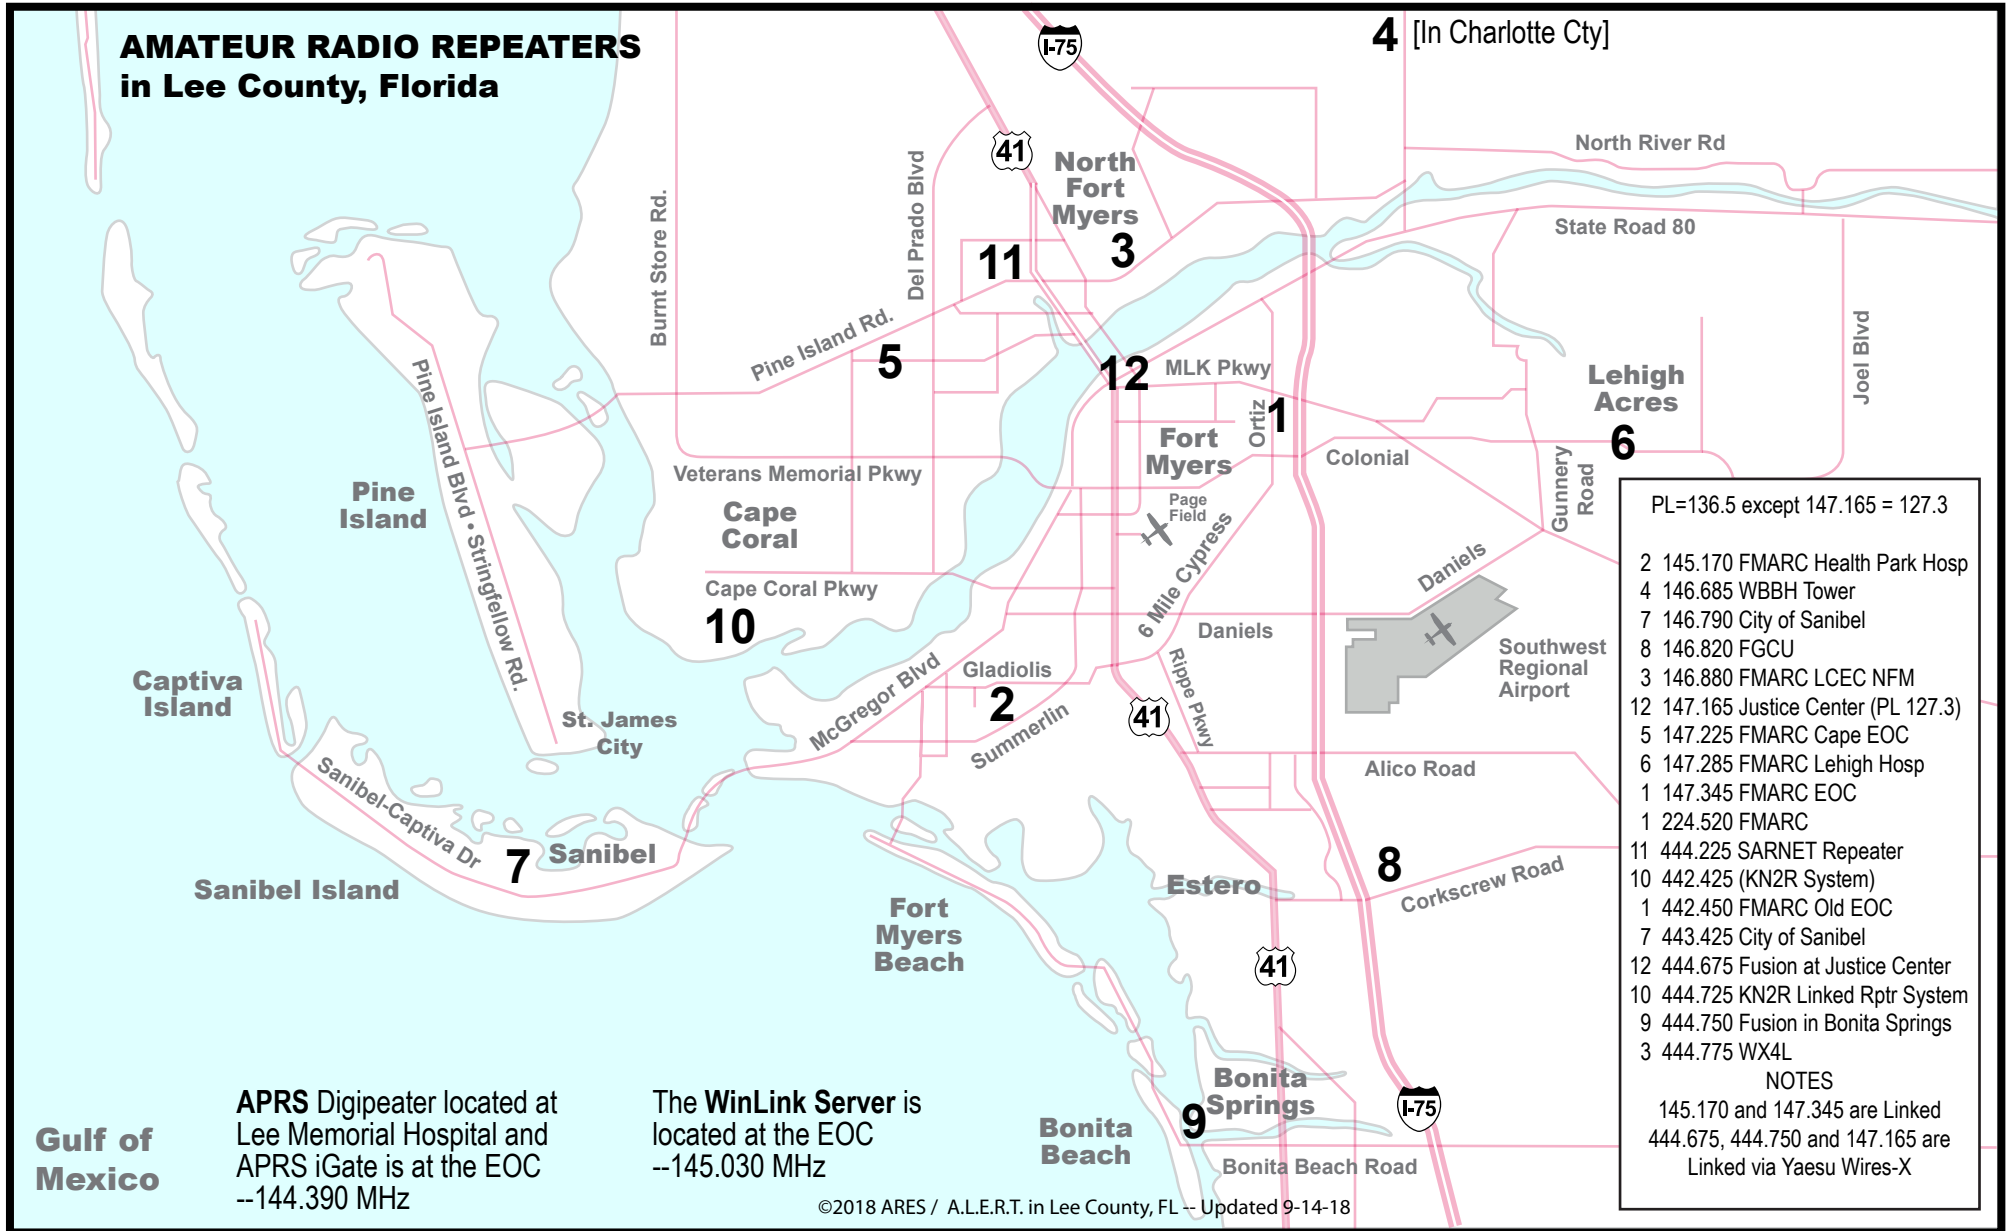 AMATEUR RADIO REPEATERS
in Lee County, Florida
I-75
4 [In Charlotte Cty]
41
North
Fort
Myers
3
11
North River Rd
State Road 80
Del Prado Blvd
Burnt Store Rd.
Pine Island Rd.
5
12
MLK Pkwy
Ortiz
1
Lehigh
Acres
6
Joel Blvd
Fort
Myers
Colonial
Gunnery
Road
Pine Island Blvd • Stringfellow Rd.
Pine
Island
Veterans Memorial Pkwy
Cape
Coral
Page
Field
6 Mile Cypress
Daniels
Cape Coral Pkwy
10
Daniels
Southwest
Regional
Airport
Captiva
Island
St. James
City
McGregor Blvd
Gladiolis
2
Summerlin
41
Rippe Pkwy
Alico Road
Sanibel-Captiva Dr
7
Sanibel
Sanibel Island
Fort
Myers
Beach
Estero
8
Corkscrew Road
41
Bonita
Springs
9
I-75
Bonita
Beach
Bonita Beach Road
Gulf of
Mexico
APRS Digipeater located at
Lee Memorial Hospital and
APRS iGate is at the EOC
--144.390 MHz
The WinLink Server is
located at the EOC
--145.030 MHz
©2018 ARES / A.L.E.R.T. in Lee County, FL -- Updated 9-14-18
PL=136.5 except 147.165 = 127.3
2 145.170 FMARC Health Park Hosp
4 146.685 WBBH Tower
7 146.790 City of Sanibel
8 146.820 FGCU
3 146.880 FMARC LCEC NFM
12 147.165 Justice Center (PL 127.3)
5 147.225 FMARC Cape EOC
6 147.285 FMARC Lehigh Hosp
1 147.345 FMARC EOC
1 224.520 FMARC
11 444.225 SARNET Repeater
10 442.425 (KN2R System)
1 442.450 FMARC Old EOC
7 443.425 City of Sanibel
12 444.675 Fusion at Justice Center
10 444.725 KN2R Linked Rptr System
9 444.750 Fusion in Bonita Springs
3 444.775 WX4L
NOTES
145.170 and 147.345 are Linked
444.675, 444.750 and 147.165 are
Linked via Yaesu Wires-X